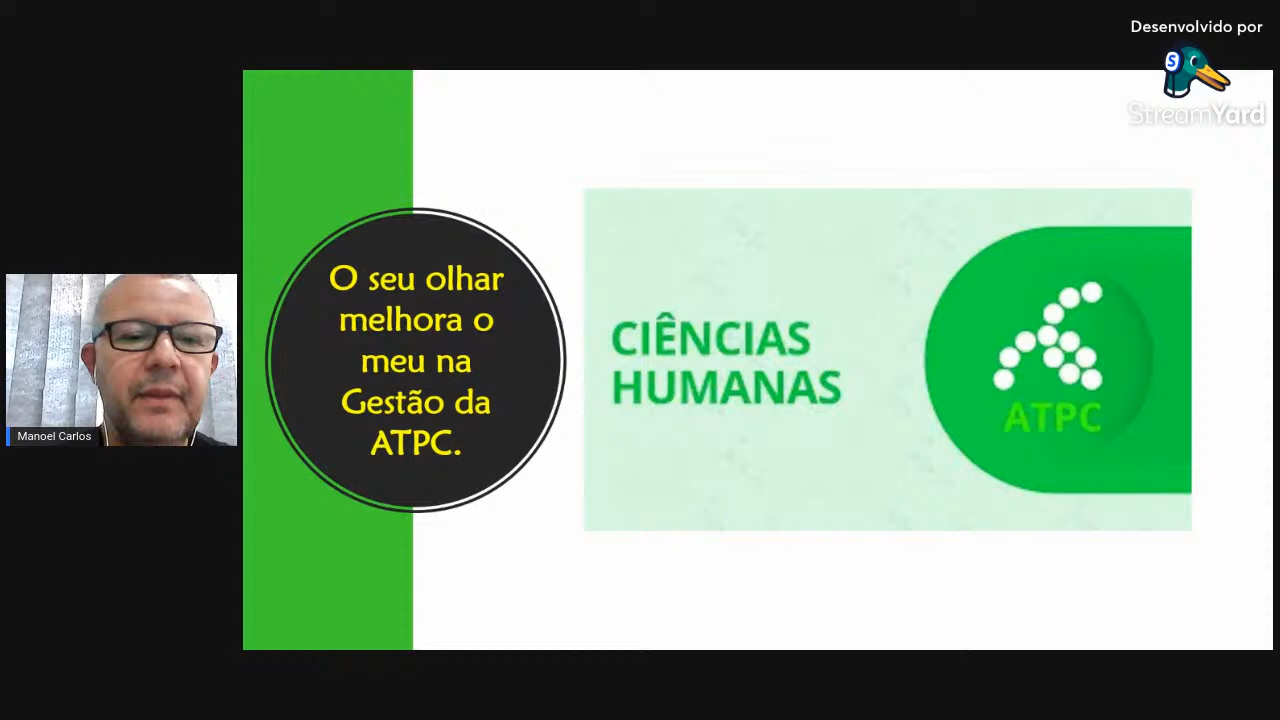 Desenvolvido por
S
StreamYard
O seu olhar
melhora o
meu na
Gestão da
ATPC.
CIÊNCIAS
HUMANAS
ATPC
Manoel Carlos